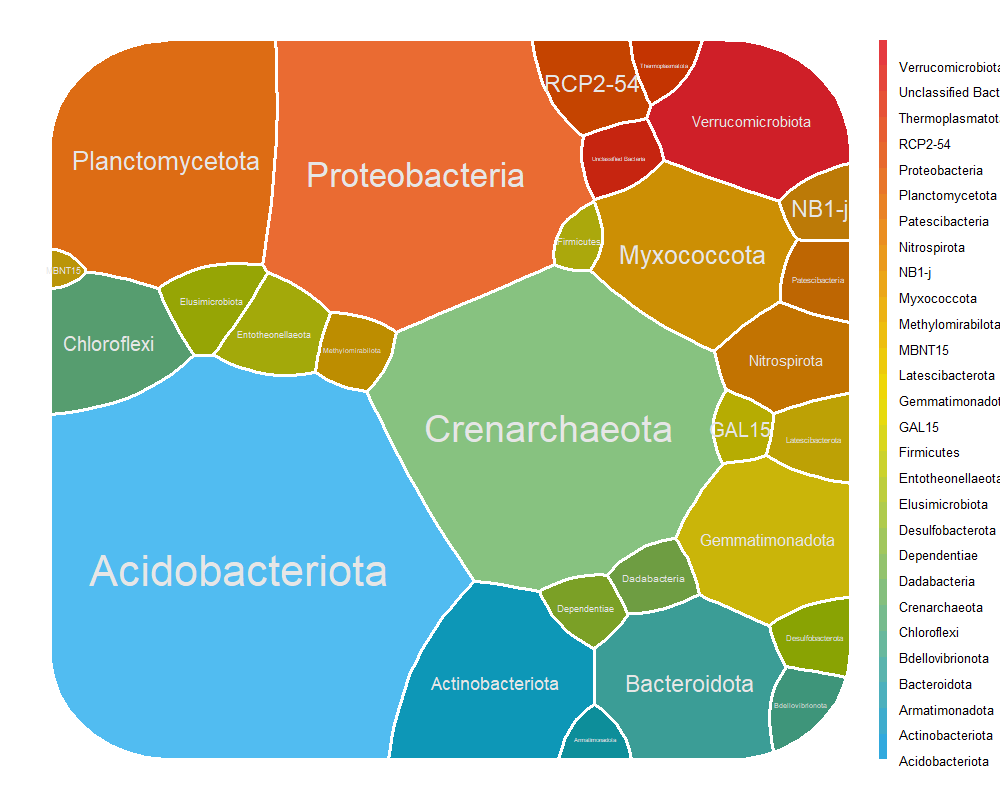 RCP2-54
Thermoplasmatota
Verrucomicrobiota
Planctomycetota
Proteobacteria
Unclassified Bacteria
NB1-j
Firmicutes
Myxococcota
MBNT15
Patescibacteria
Elusimicrobiota
Entotheonellaeota
Chloroflexi
Methylomirabilota
Nitrospirota
Crenarchaeota
GAL15
Latescibacterota
Gemmatimonadota
Acidobacteriota
Dadabacteria
Dependentiae
Desulfobacterota
Actinobacteriota
Bacteroidota
Bdellovibrionota
Armatimonadota
Verrucomicrobiota
Unclassified Bact
Thermoplasmatot
RCP2-54
Proteobacteria
Planctomycetota
Patescibacteria
Nitrospirota
NB1-j
Myxococcota
Methylomirabilota
MBNT15
Latescibacterota
Gemmatimonadot
GAL15
Firmicutes
Entotheonellaeota
Elusimicrobiota
Desulfobacterota
Dependentiae
Dadabacteria
Crenarchaeota
Chloroflexi
Bdellovibrionota
Bacteroidota
Armatimonadota
Actinobacteriota
Acidobacteriota